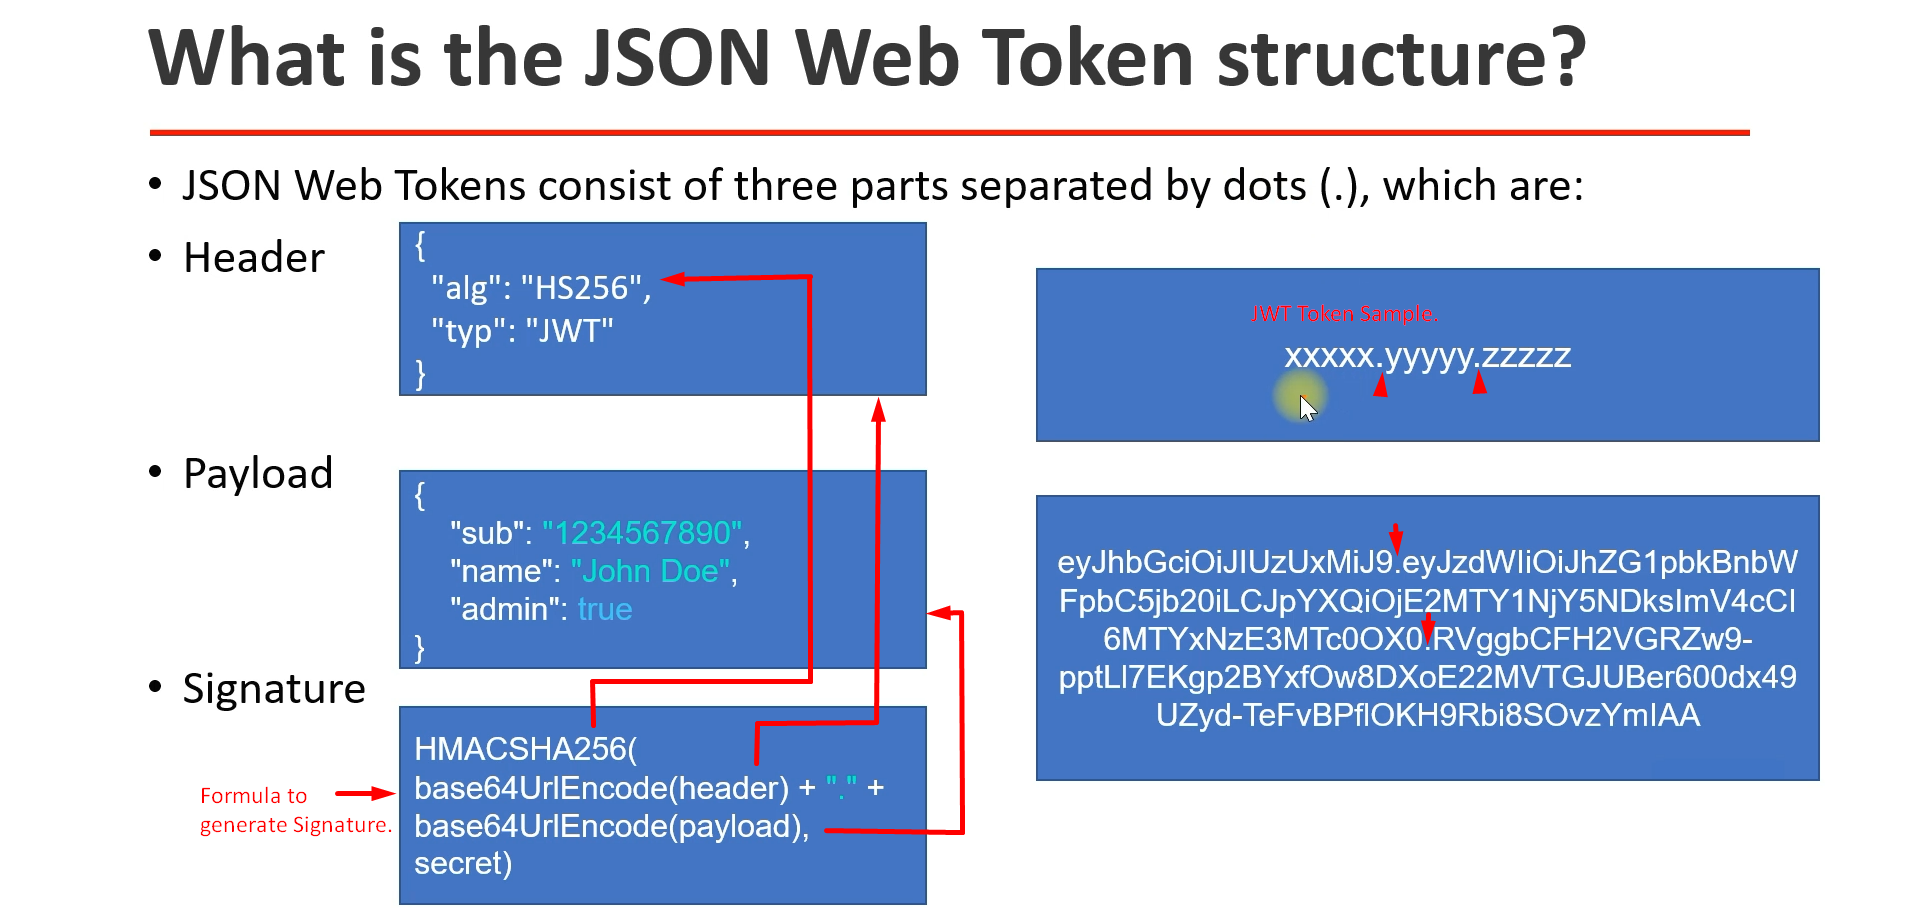 What is the JSON Web Token structure?
• JSON Web Tokens consist of three parts separated by dots (.), which are:
• Header
{
"alg": "HS256",
"typ": "JWT"
}
• Payload
{
"sub": "1234567890",
"name": "John Doe",
"admin": true
}
• Signature
Formula to
generate Signature.
HMACSHA256(
base64UrlEncode(header) + "." +
base64UrlEncode(payload),
secret)
JWT Token Sample.
xxxxx.yyyyy.zzzzz
eyJhbGciOiJIUzUxMiJ9.eyJzdWIiOiJhZG1pbkBnbW
FpbC5jb20iLCJpYXQiOjE2MTY1NjY5NDksImV4cCI
6MTYxNzE3MTc0OX0.RVggbCFH2VGRZw9-
pptLl7EKgp2BYxfOw8DXoE22MVTGJUBer600dx49
UZyd-TeFvBPflOKH9Rbi8SOvzYmIAA